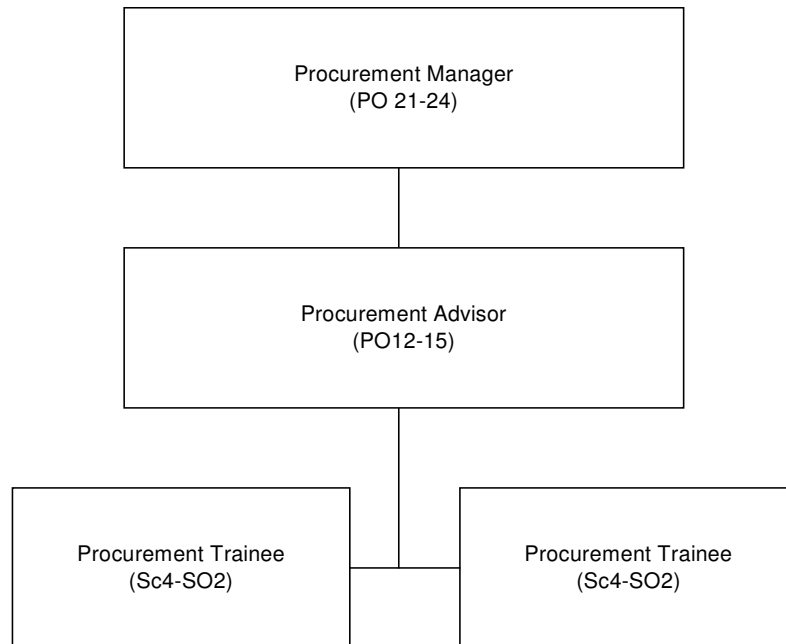 Procurement Manager
(PO 21-24)
Procurement Advisor
(PO12-15)
Procurement Trainee
(Sc4-SO2)
Procurement Trainee
(Sc4-SO2)